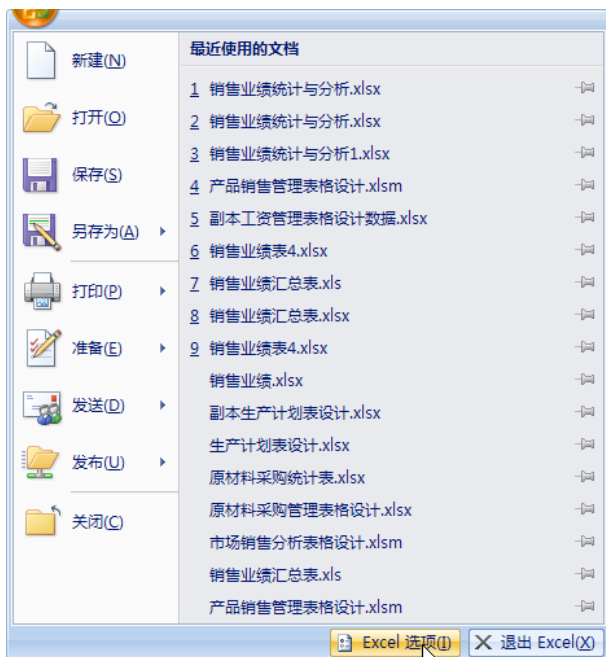 新建(N)
打开(O)
保存(S)
另存为(A)
打印(P)
准备(E)
发送(D)
发布(U)
关闭(C)
最近使用的文档
1 销售业绩统计与分析.xlsx
2 销售业绩统计与分析.xlsx
3 销售业绩统计与分析1.xlsx
4 产品销售管理表格设计.xlsm
5 副本工资管理表格设计数据.xlsx
6 销售业绩表4.xlsx
7 销售业绩汇总表.xls
8 销售业绩汇总表.xlsx
9 销售业绩表4.xlsx
销售业绩.xlsx
副本生产计划表设计.xlsx
生产计划表设计.xlsx
原材料采购统计表.xlsx
原材料采购管理表格设计.xlsx
市场销售分析表格设计.xlsm
销售业绩汇总表.xls
产品销售管理表格设计.xlsm
Excel 选项(I) 退出 Excel(X)